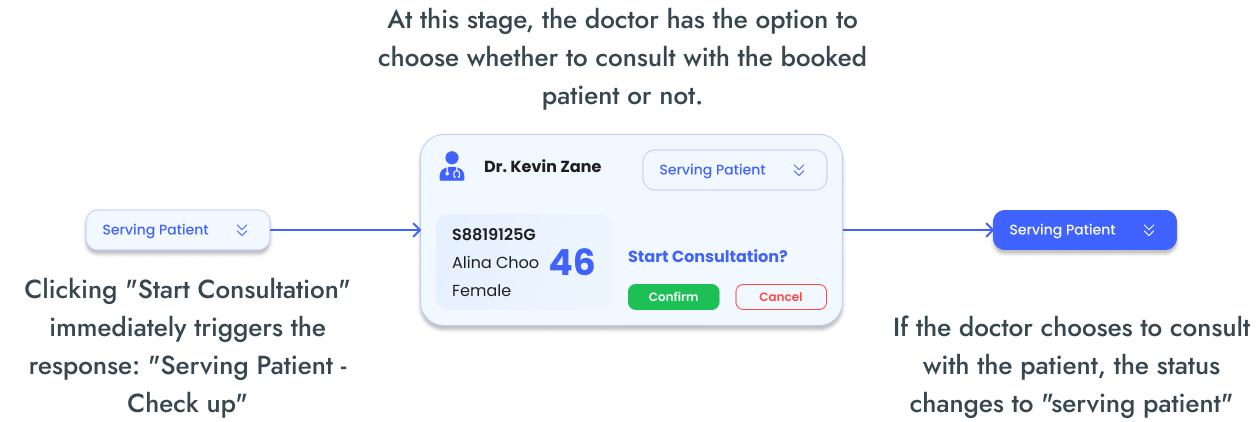 At this stage, the doctor has the option to
choose whether to consult with the booked
patient or not.
Serving Patient
Clicking "Start Consultation"
immediately triggers the
response: "Serving Patient -
Check up"
Dr. Kevin Zane
Serving Patient
S8819125G
Alina Choo
Female
46
Start Consultation?
Confirm
Cancel
Serving Patient
If the doctor chooses to consult
with the patient, the status
changes to "serving patient"